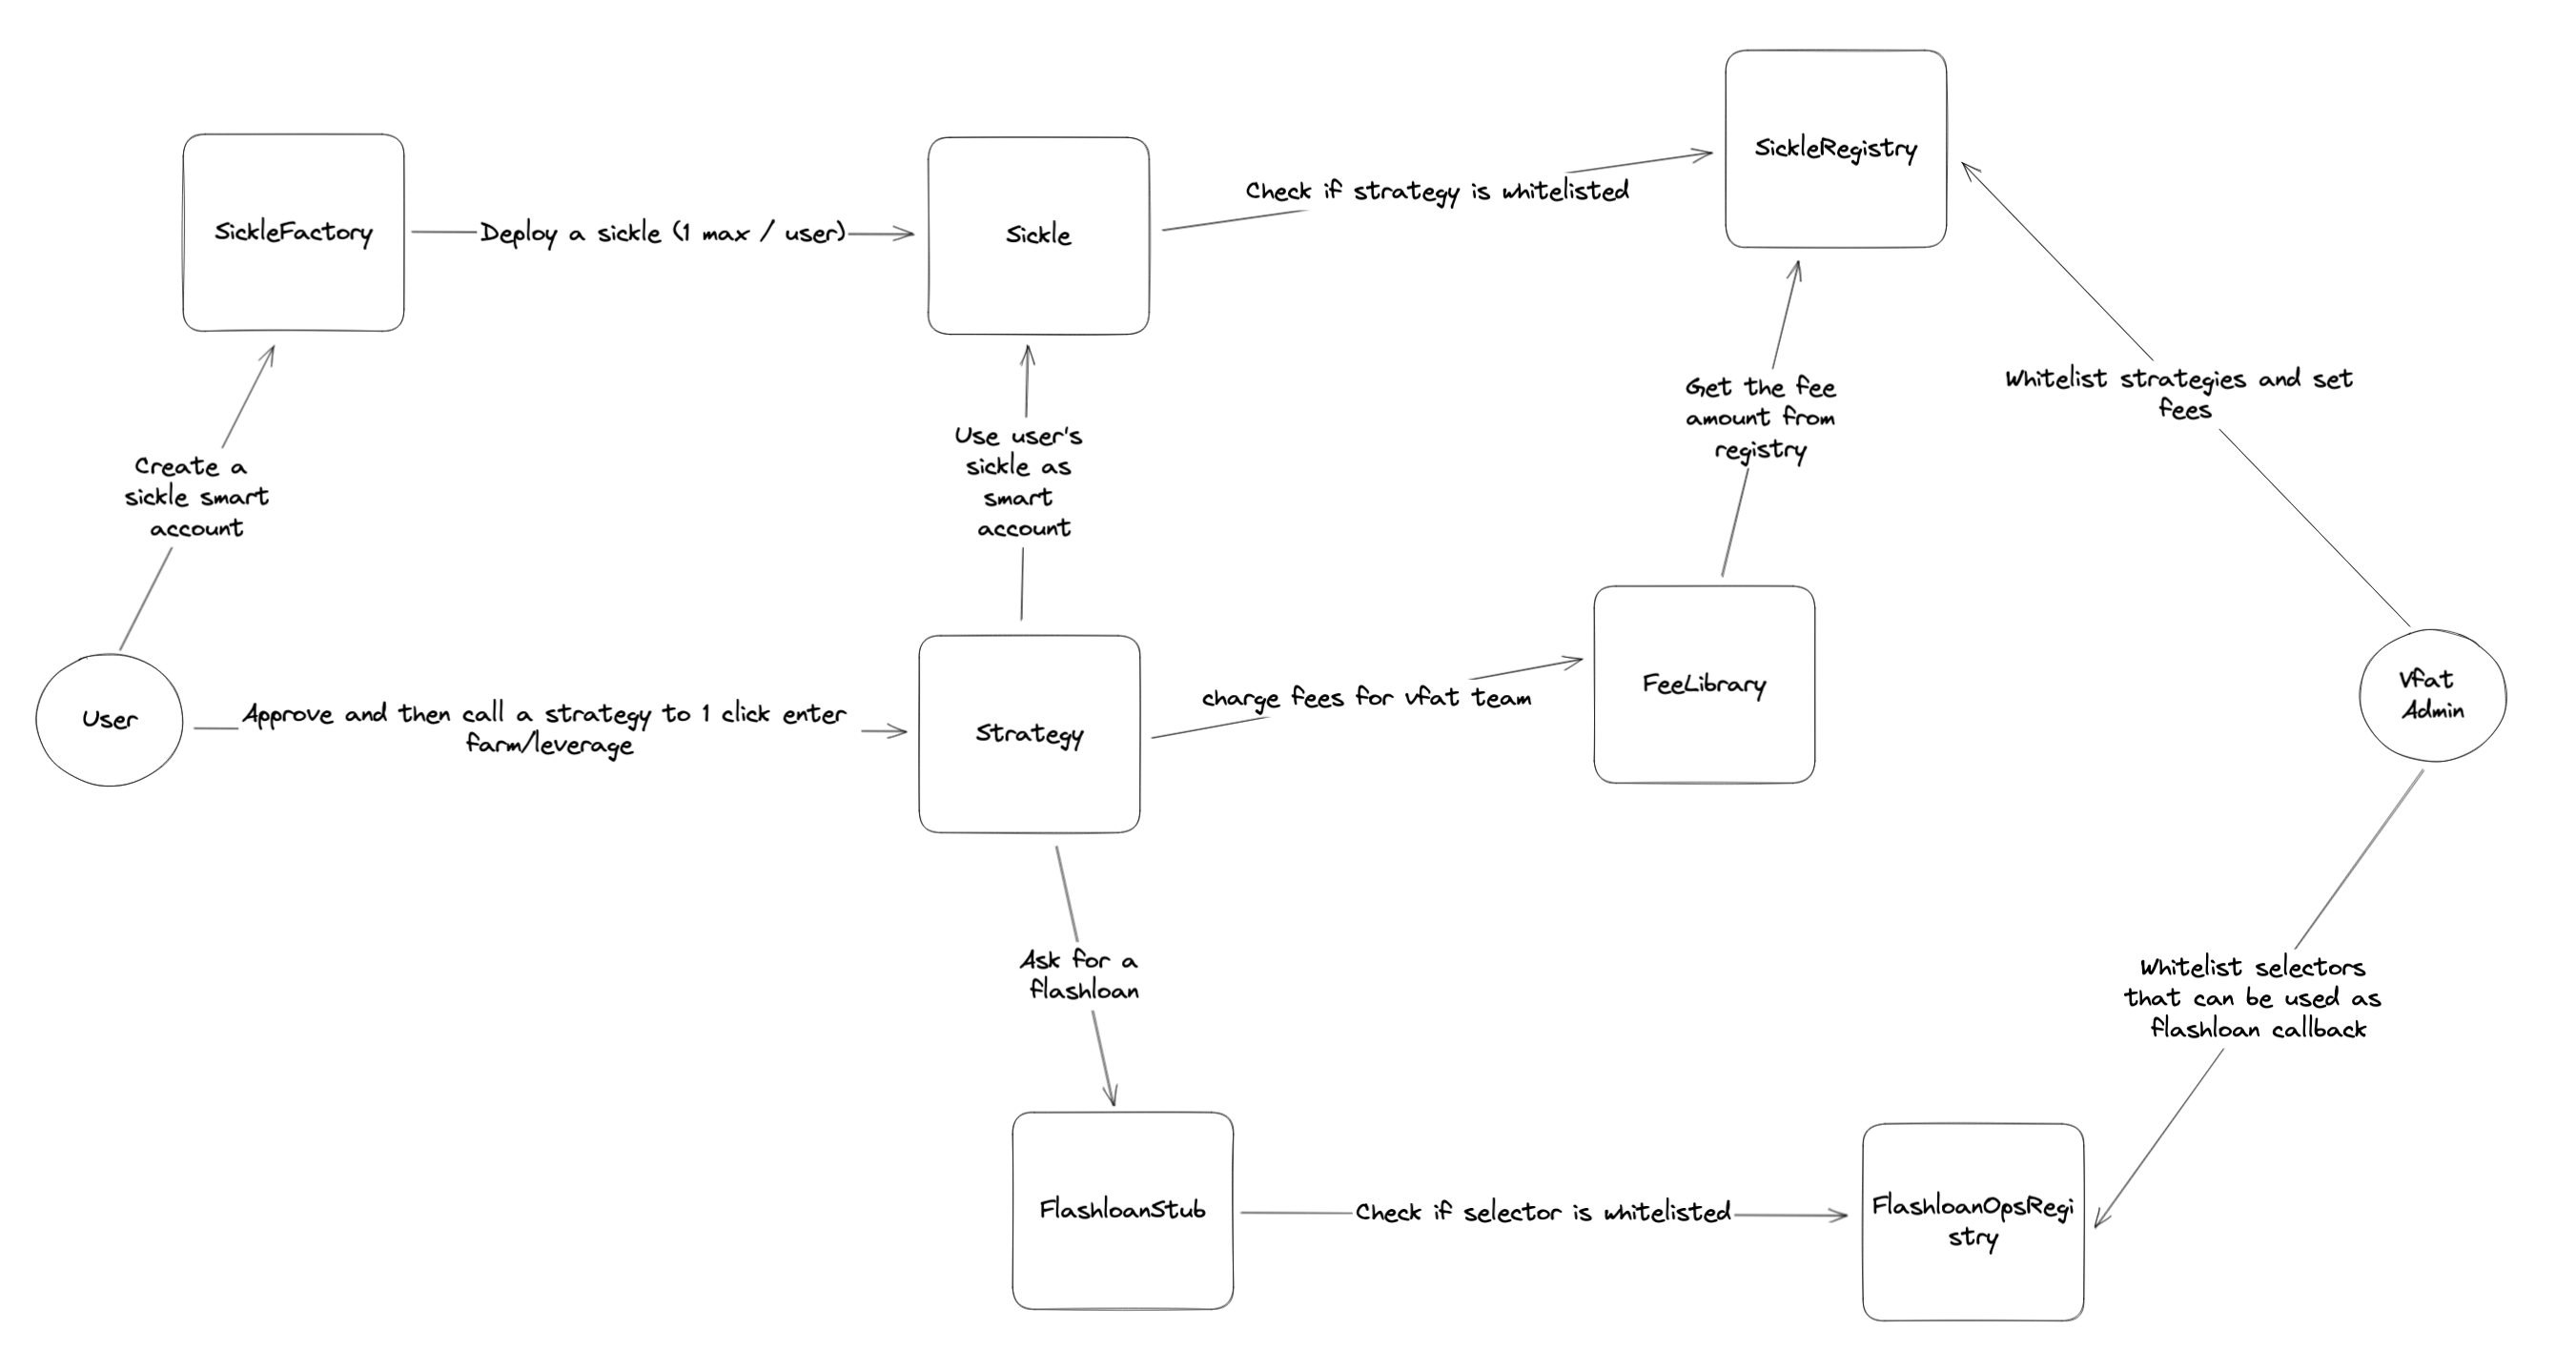 SickleRegistry
SickleFactory
Deploy a sickle (1 max / user)
Sickle
Check if strategy is whitelisted
Whitelist strategies and set
fees
Get the fee
amount from
registry
Use user's
sickle as
smart
account
Create a
sickle smart
account
User
Approve and then call a strategy to 1 click enter
farm/leverage
Strategy
charge fees for vfat team
FeeLibrary
Vfat
Admin
Ask for a
flashloan
Whitelist selectors
that can be used as
flashloan callback
FlashloanStub
Check if selector is whitelisted
FlashloanOpsRegi
stry